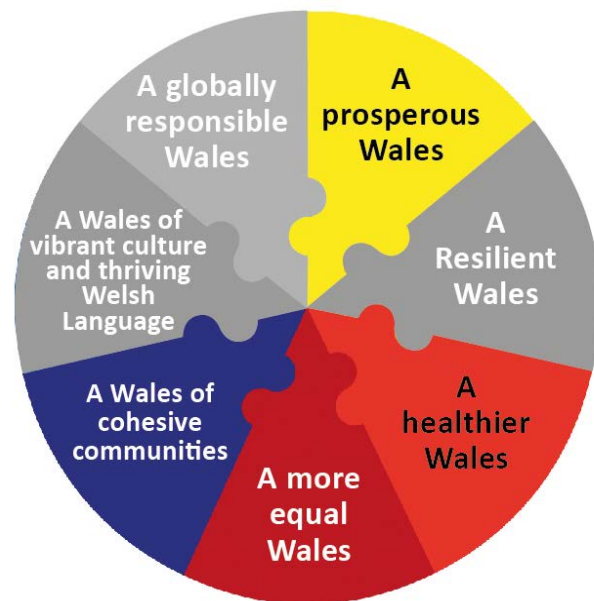 A
prosperous
Wales
A
Resilient
Wales
A
healthier
Wales
A more
equal
Wales
A Wales of
cohesive
communities
A Wales of
vibrant culture
and thriving
Welsh
Language
A globally
responsible
Wales